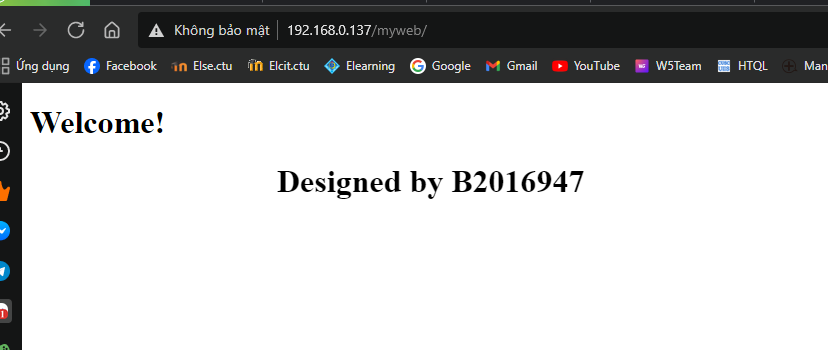 Không bảo mật 192.168.0.137/myweb/
Ứng dụng Facebook Else.ctu Elcit.ctu Elearning Google Gmail YouTube W5Team HTQL Man
Welcome!
Designed by B2016947